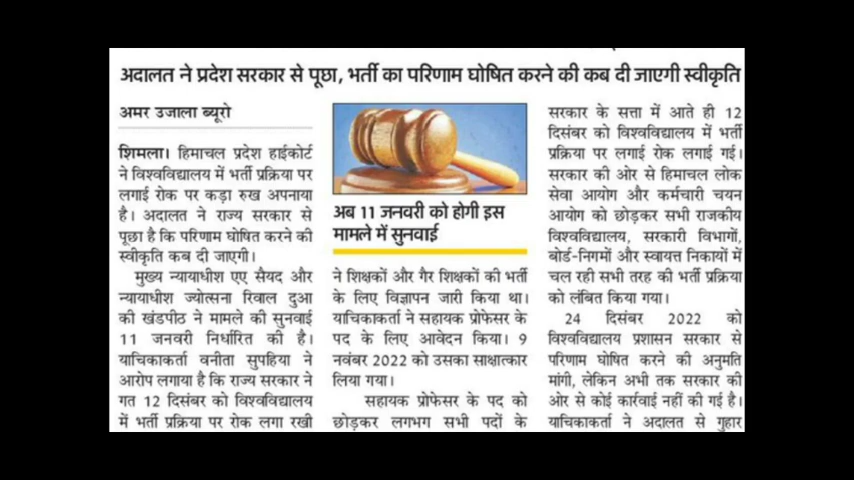 अदालत ने प्रदेश सरकार से पूछा, भर्ती का परिणाम घोषित करने की कब दी जाएगी स्वीकृति
अमर उजाला ब्यूरो
शिमला। हिमाचल प्रदेश हाईकोर्ट
ने विश्वविद्यालय में भर्ती प्रक्रिया पर
लगाई रोक पर कड़ा रुख अपनाया
है। अदालत ने राज्य सरकार से
पूछा है कि परिणाम घोषित करने की
स्वीकृति कब दी जाएगी।
मुख्य न्यायाधीश एए सैयद और
न्यायाधीश ज्योत्सना रिवाल दुआ
की खंडपीठ ने मामले की सुनवाई
11 जनवरी निर्धारित की है।
याचिकाकर्ता वनीता सुपहिया ने
आरोप लगाया है कि राज्य सरकार ने
गत 12 दिसंबर को विश्वविद्यालय
में भर्ती प्रक्रिया पर रोक लगा रखी
अब 11 जनवरी को होगी इस
मामले में सुनवाई
ने शिक्षकों और गैर शिक्षकों की भर्ती
के लिए विज्ञापन जारी किया था।
याचिकाकर्ता ने सहायक प्रोफेसर के
पद के लिए आवेदन किया। 9
नवंबर 2022 को उसका साक्षात्कार
लिया गया।
सहायक प्रोफेसर के पद को
छोड़कर लगभग सभी पदों के
सरकार के सत्ता में आते ही 12
दिसंबर को विश्वविद्यालय में भर्ती
प्रक्रिया पर लगाई रोक लगाई गई।
सरकार की ओर से हिमाचल लोक
सेवा आयोग और कर्मचारी चयन
आयोग को छोड़कर सभी राजकीय
विश्वविद्यालय, सरकारी विभागों,
बोर्ड-निगमों और स्वायत्त निकायों में
चल रही सभी तरह की भर्ती प्रक्रिया
को लंबित किया गया।
24 दिसंबर 2022 को
विश्वविद्यालय प्रशासन सरकार से
परिणाम घोषित करने की अनुमति
मांगी, लेकिन अभी तक सरकार की
ओर से कोई कार्रवाई नहीं की गई है।
याचिकाकर्ता ने अदालत से गुहार